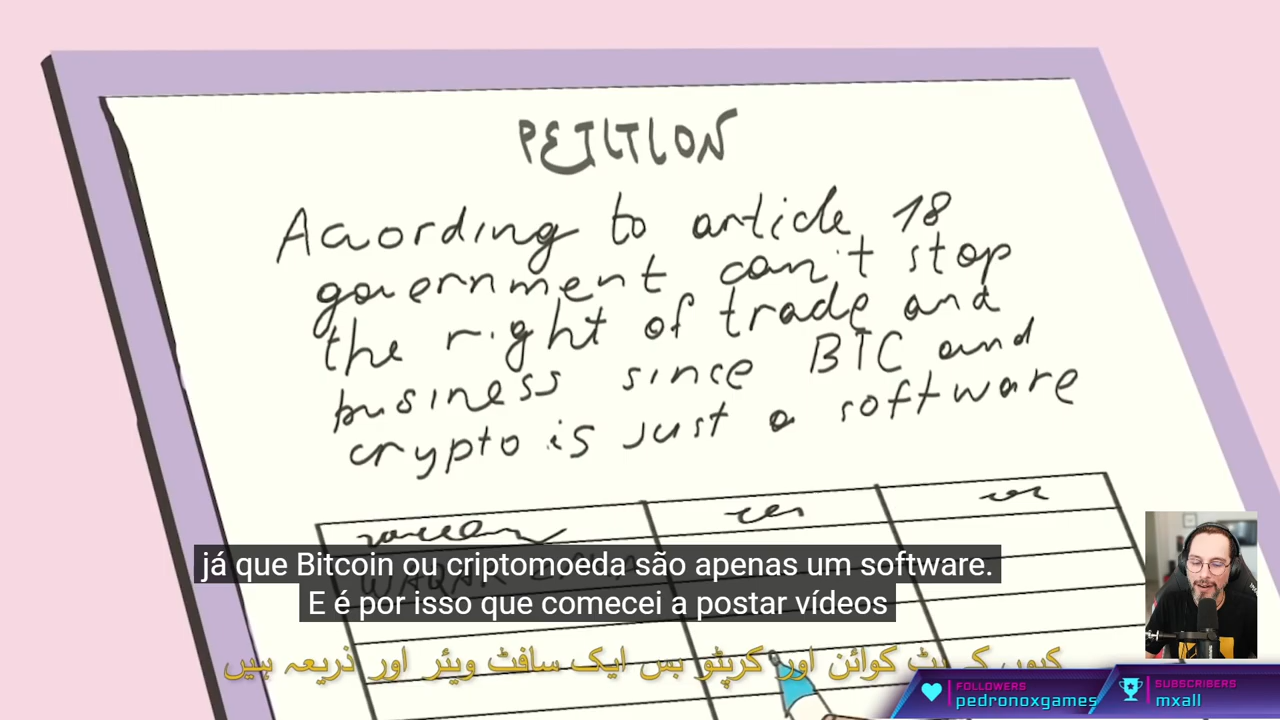 PETITION
Acording to article 18
government can't stop
the right of trade and
business since BTC and
crypto is just a software
já que Bitcoin ou criptomoeda são apenas um software.
E é por isso que comecei a postar vídeos
کیوں کہ بٹ کوائن اور کرپٹو بس ایک سافٹ ویئر اور ذریعہ ہیں
FOLLOWERS
pedronoxgames
SUBSCRIBERS
mxall